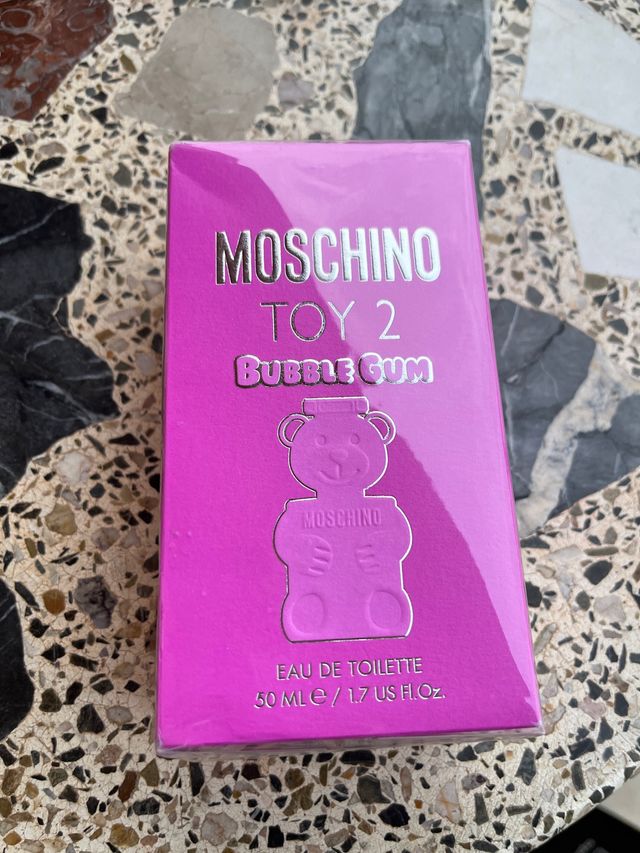 MOSCHINO
TOY 2
BUBBLE GUM
MOSCHINO
EAU DE TOILETTE
50 ML ℮ / 1.7 US Fl.Oz.